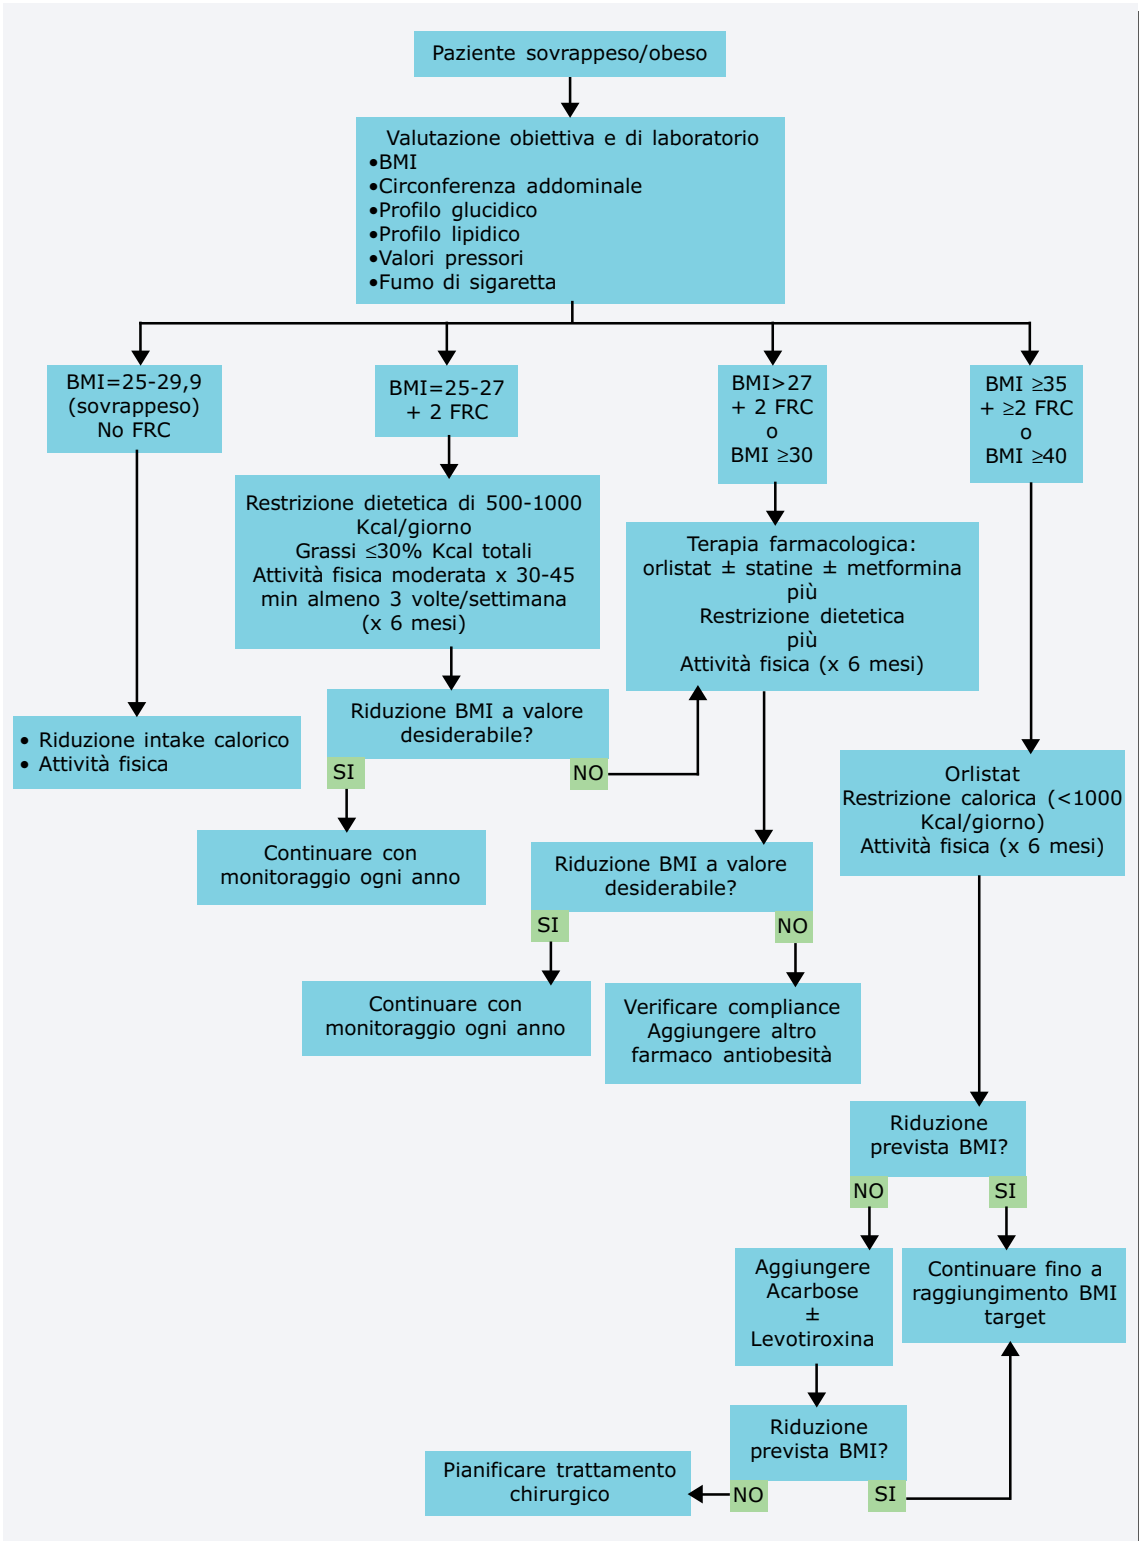 Paziente sovrappeso/obeso
Valutazione obiettiva e di laboratorio
•BMI
•Circonferenza addominale
•Profilo glucidico
•Profilo lipidico
•Valori pressori
•Fumo di sigaretta
BMI=25-29,9
(sovrappeso)
No FRC
BMI=25-27
+ 2 FRC
BMI>27
+ 2 FRC
o
BMI ≥30
BMI ≥35
+ ≥2 FRC
o
BMI ≥40
Restrizione dietetica di 500-1000
Kcal/giorno
Grassi ≤30% Kcal totali
Attività fisica moderata x 30-45
min almeno 3 volte/settimana
(x 6 mesi)
Terapia farmacologica:
orlistat ± statine ± metformina
più
Restrizione dietetica
più
Attività fisica (x 6 mesi)
Riduzione BMI a valore
desiderabile?
SI
NO
• Riduzione intake calorico
• Attività fisica
Orlistat
Restrizione calorica (<1000
Kcal/giorno)
Attività fisica (x 6 mesi)
Continuare con
monitoraggio ogni anno
Riduzione BMI a valore
desiderabile?
SI
NO
Continuare con
monitoraggio ogni anno
Verificare compliance
Aggiungere altro
farmaco antiobesità
Riduzione
prevista BMI?
NO
SI
Aggiungere
Acarbose
±
Levotiroxina
Continuare fino a
raggiungimento BMI
target
Riduzione
prevista BMI?
NO
SI
Pianificare trattamento
chirurgico